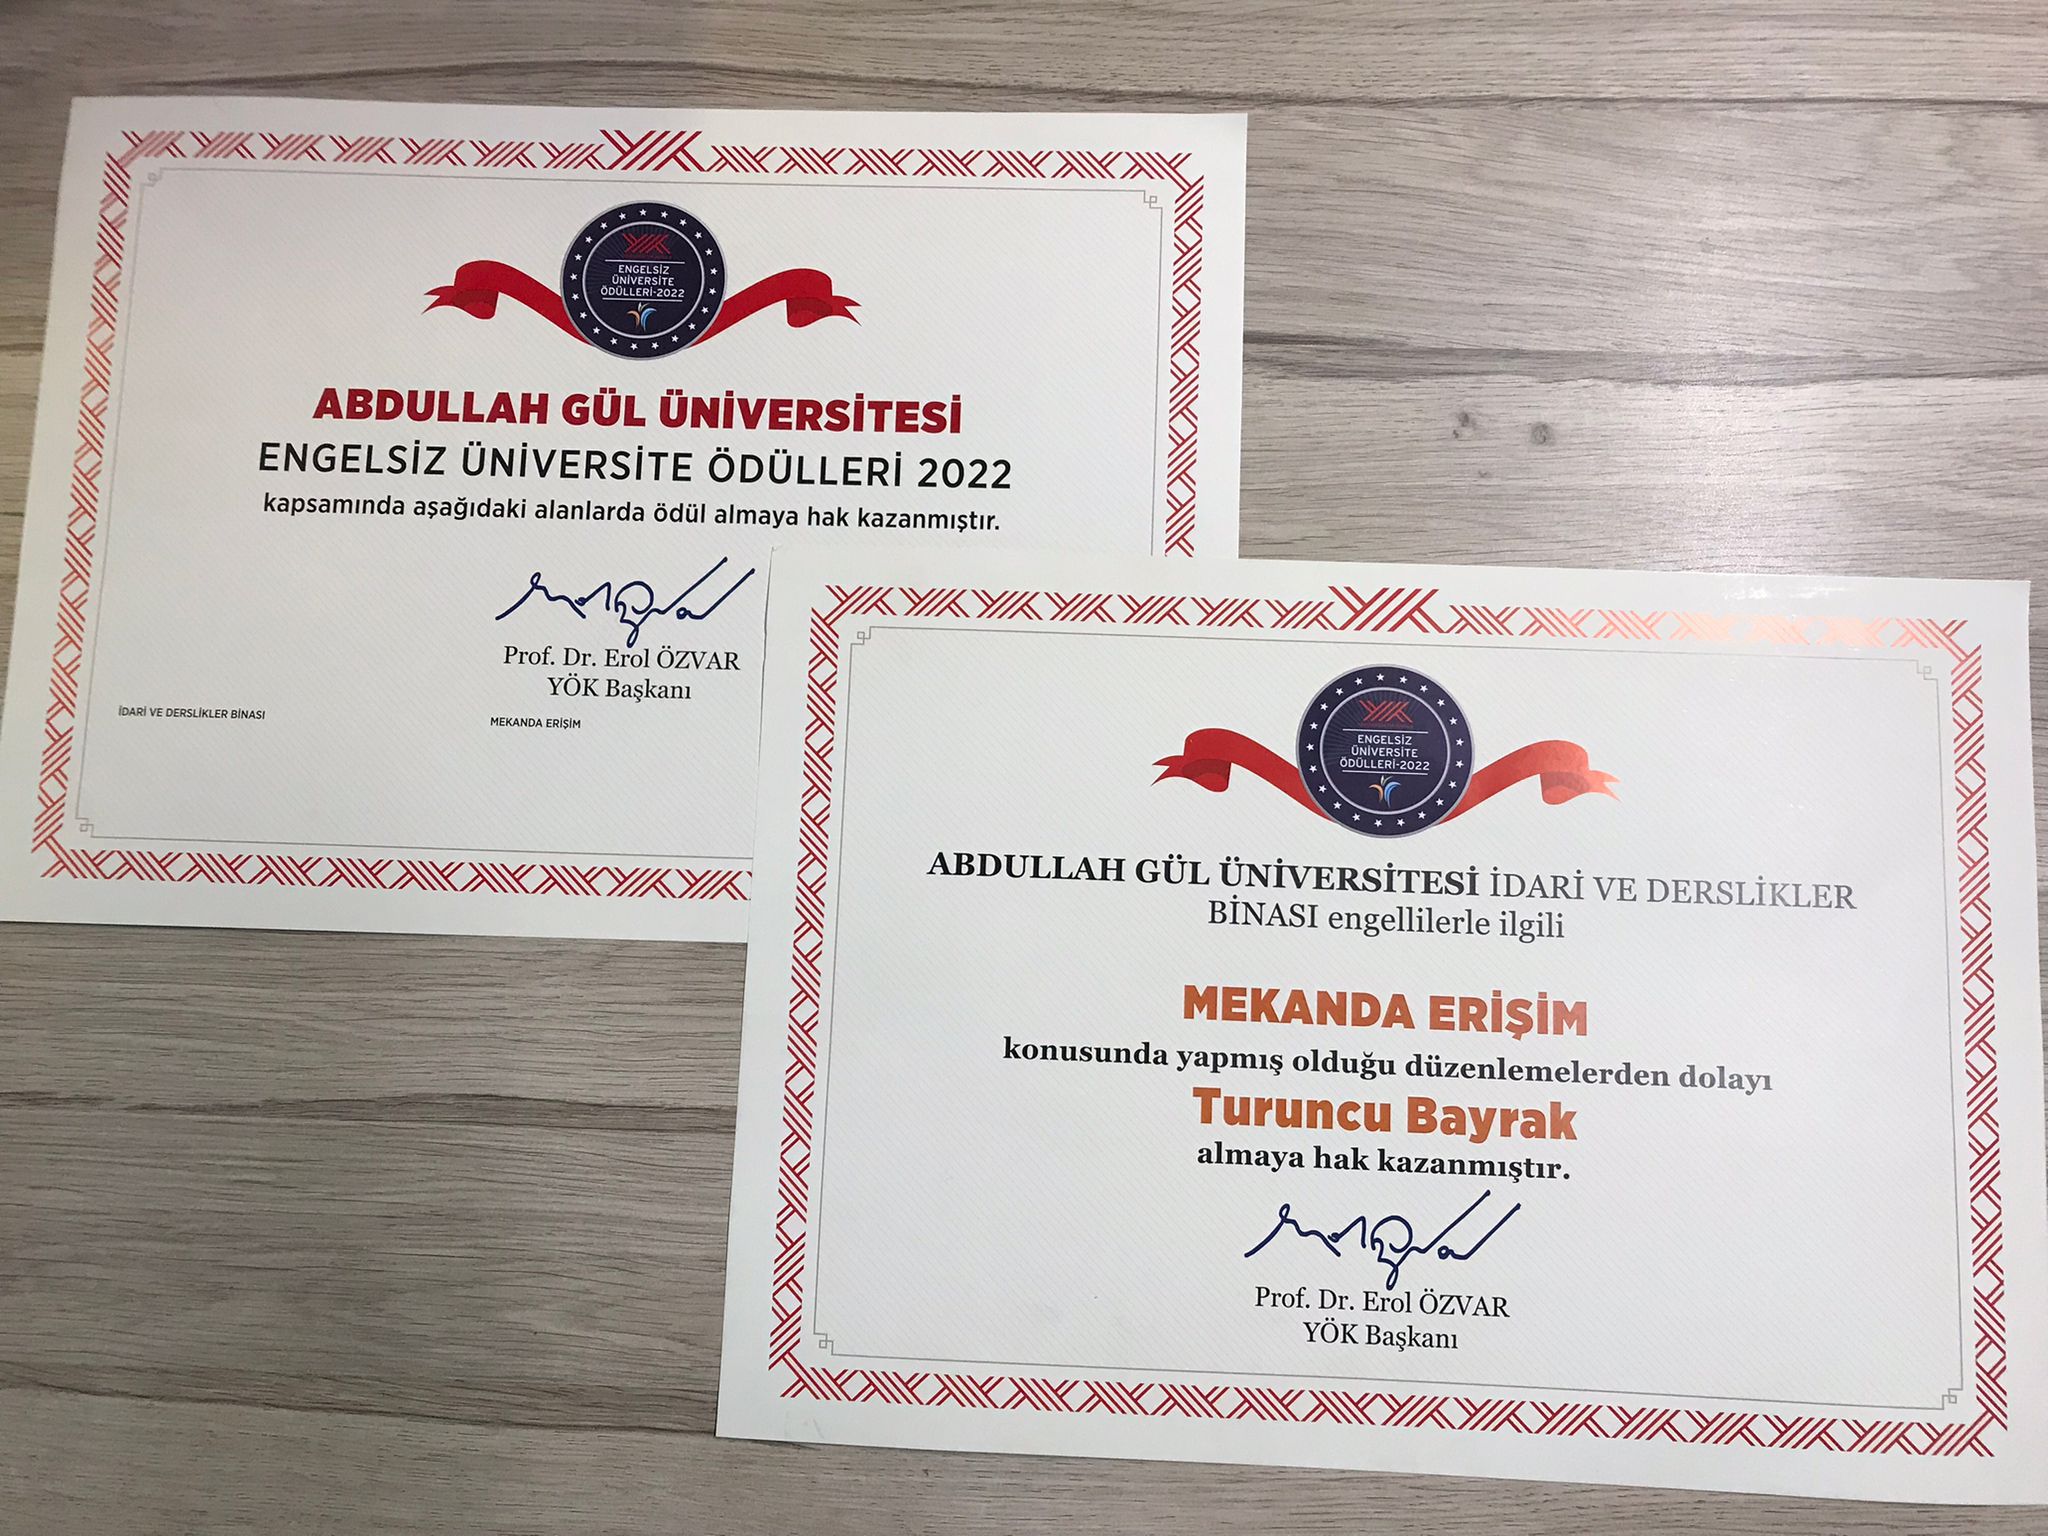 YÖK
ENGELSİZ
ÜNİVERSİTE
ÖDÜLLERİ-2022
ABDULLAH GÜL ÜNİVERSİTESİ
ENGELSİZ ÜNİVERSİTE ÖDÜLLERİ 2022
kapsamında aşağıdaki alanlarda ödül almaya hak kazanmıştır.
Prof. Dr. Erol ÖZVAR
YÖK Başkanı
İDARİ VE DERSLİKLER BİNASI
MEKANDA ERİŞİM
YÖK
ENGELSİZ
ÜNİVERSİTE
ÖDÜLLERİ-2022
ABDULLAH GÜL ÜNİVERSİTESİ İDARİ VE DERSLİKLER
BİNASI engellilerle ilgili
MEKANDA ERİŞİM
konusunda yapmış olduğu düzenlemelerden dolayı
Turuncu Bayrak
almaya hak kazanmıştır.
Prof. Dr. Erol ÖZVAR
YÖK Başkanı